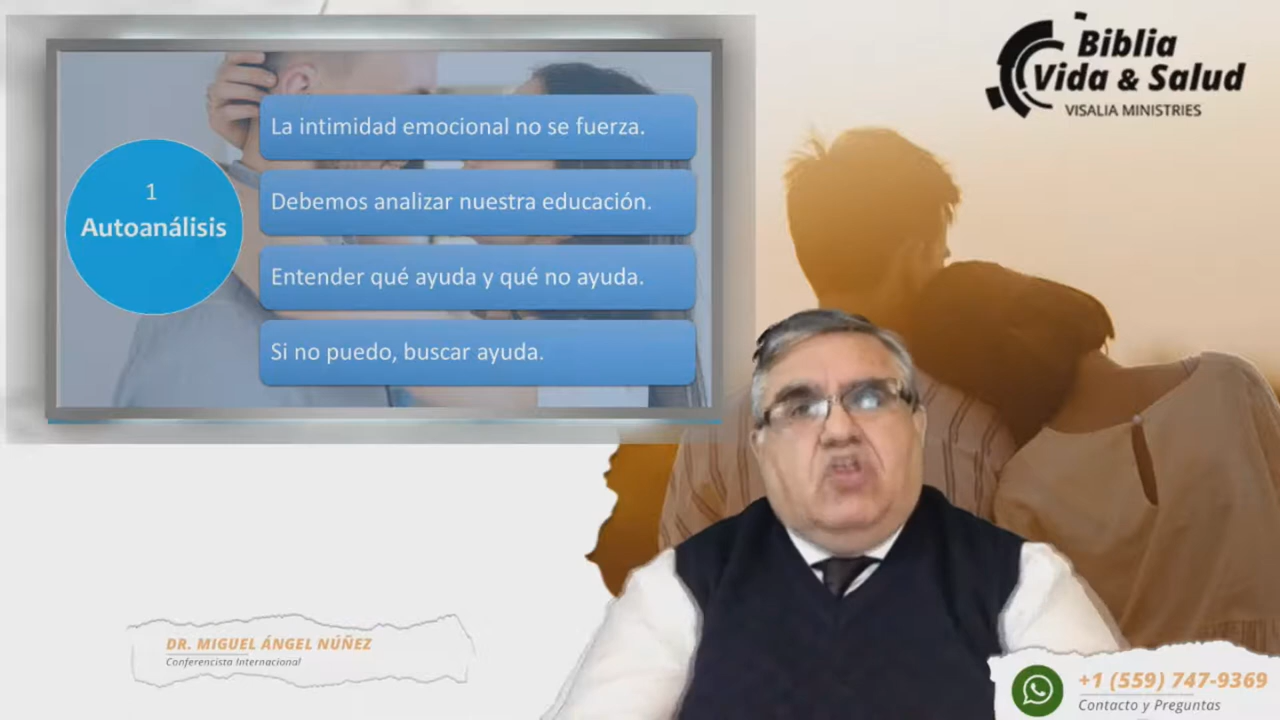 1
Autoanálisis
La intimidad emocional no se fuerza.
Debemos analizar nuestra educación.
Entender qué ayuda y qué no ayuda.
Si no puedo, buscar ayuda.
Biblia
Vida & Salud
VISALIA MINISTRIES
DR. MIGUEL ÁNGEL NÚÑEZ
Conferencista Internacional
+1 (559) 747-9369
Contacto y Preguntas